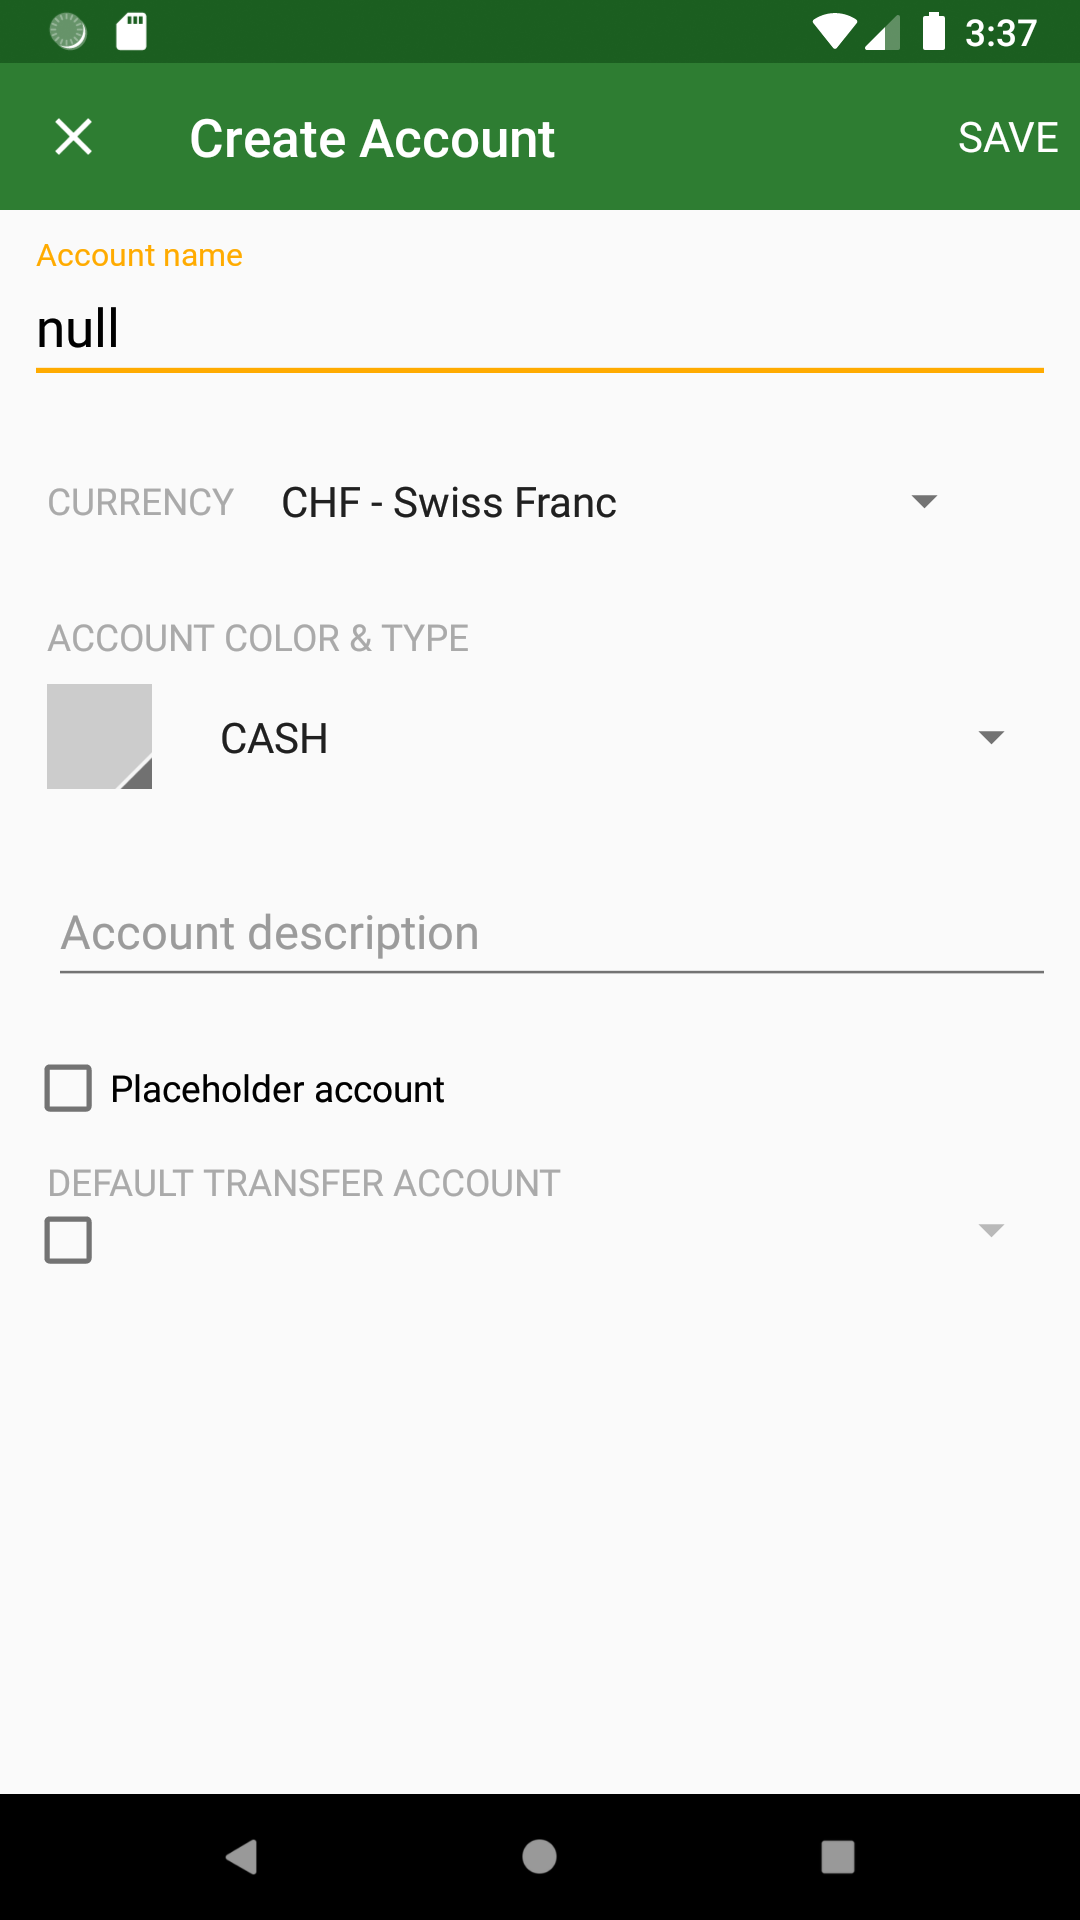 3:37
Create Account
SAVE
Account name
null
CURRENCY CHF - Swiss Franc
ACCOUNT COLOR & TYPE
CASH
Account description
Placeholder account
DEFAULT TRANSFER ACCOUNT